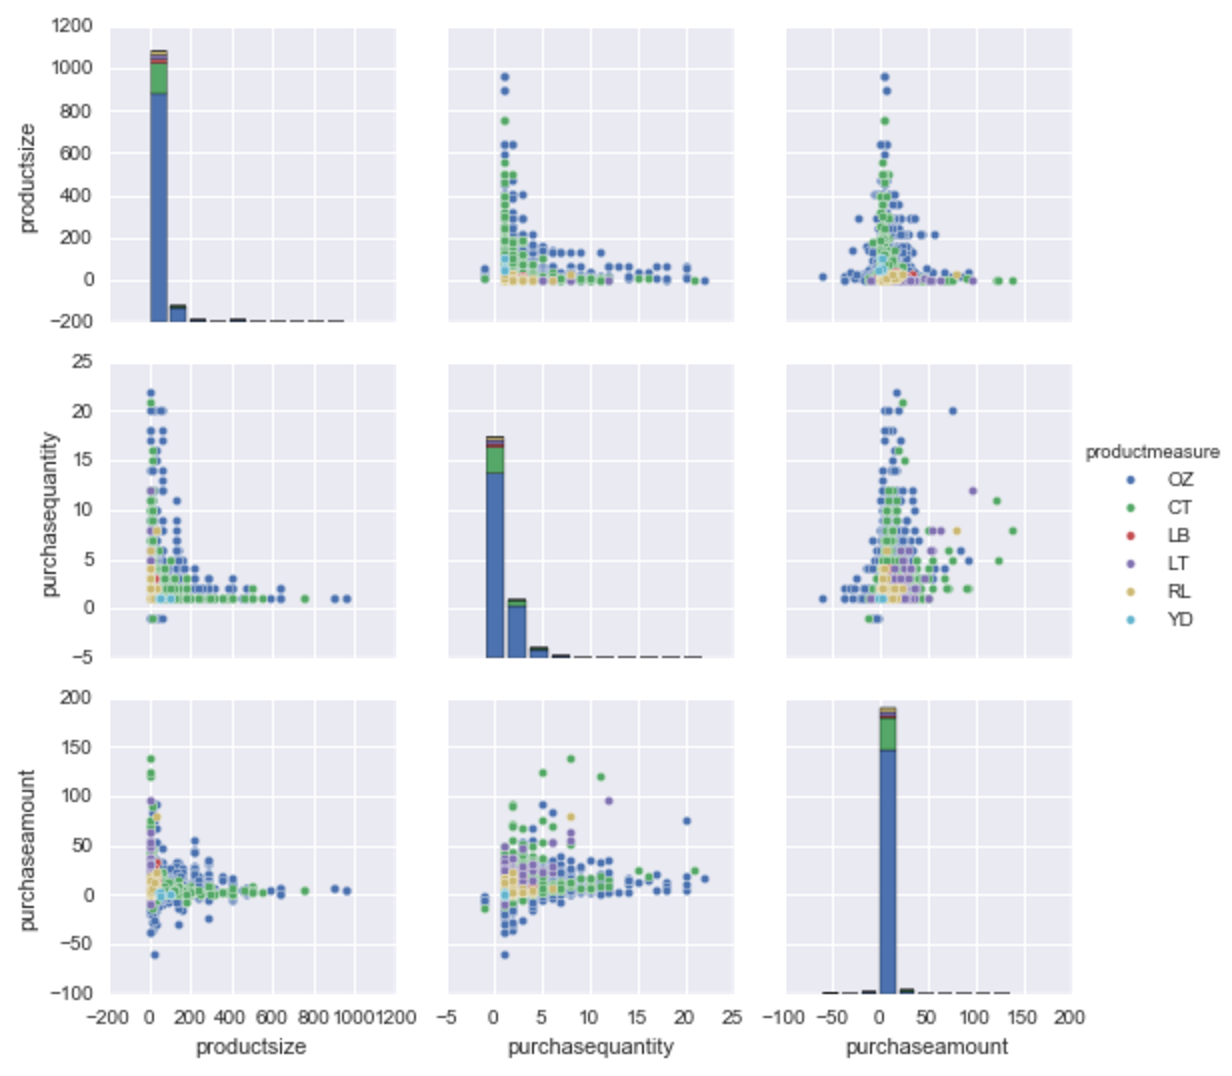 1200
1000
800
600
400
200
0
−200
productsize
25
20
15
10
5
0
−5
purchasequantity
productmeasure
OZ
CT
LB
LT
RL
YD
200
150
100
50
0
−50
−100
purchaseamount
−200 0 200 400 600 800 1000 1200
−5 0 5 10 15 20 25
−100 −50 0 50 100 150 200
productsize
purchasequantity
purchaseamount